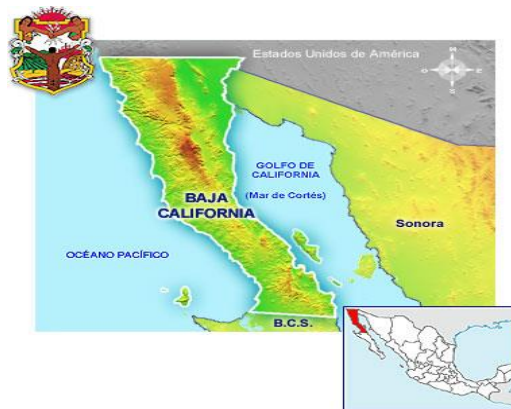 Estados Unidos de América
N
O
E
S
GOLFO DE
CALIFORNIA
(Mar de Cortés)
BAJA
CALIFORNIA
Sonora
OCÉANO PACÍFICO
B.C.S.